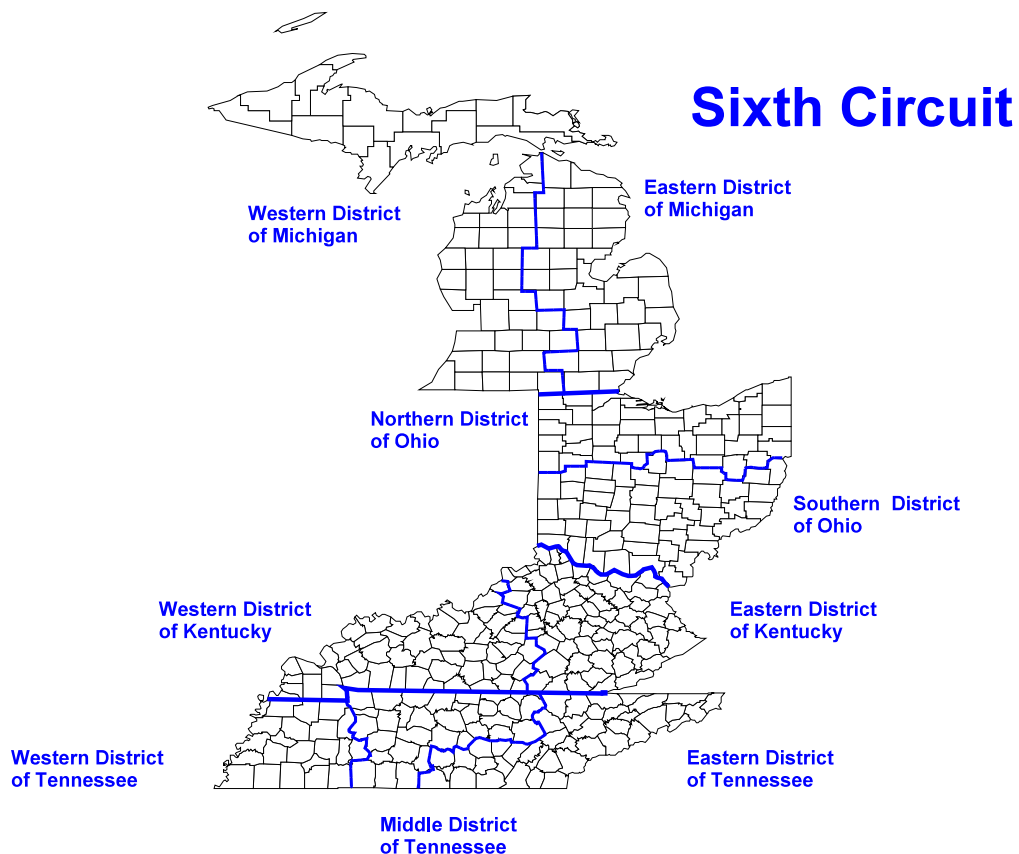 Sixth Circuit
Western District
of Michigan
Eastern District
of Michigan
Northern District
of Ohio
Southern  District
of Ohio
Western District
of Kentucky
Eastern District
of Kentucky
Western District
of Tennessee
Eastern District
of Tennessee
Middle District
of Tennessee